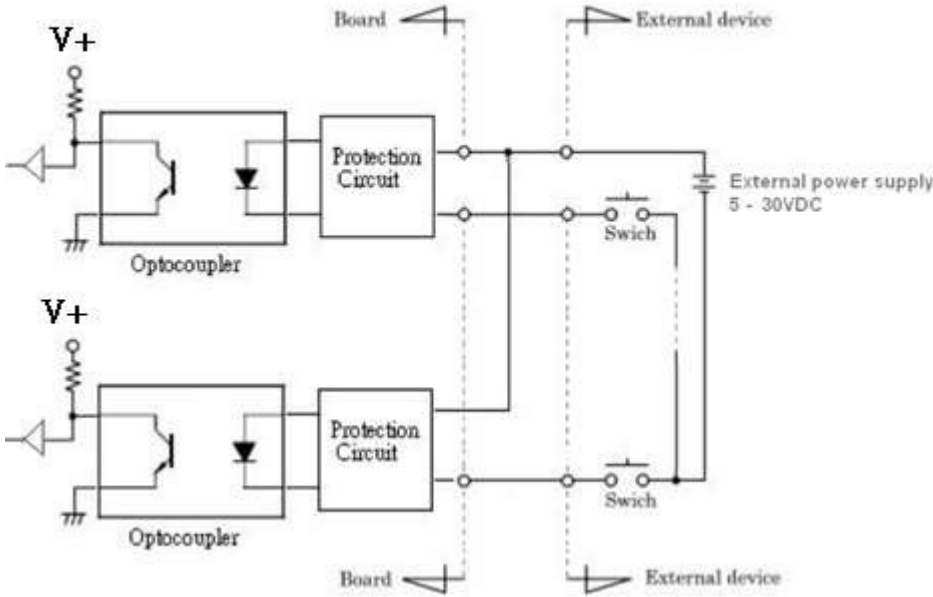 Board
External device
V+
Protection
Circuit
External power supply
5 - 30VDC
Swich
Optocoupler
V+
Protection
Circuit
Swich
Optocoupler
Board
External device